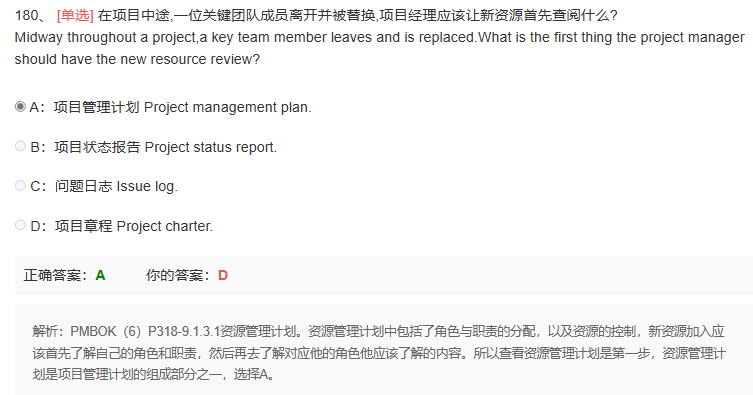 180、 [单选] 在项目中途,一位关键团队成员离开并被替换,项目经理应该让新资源首先查阅什么?
Midway throughout a project,a key team member leaves and is replaced.What is the first thing the project manager
should have the new resource review?
A：项目管理计划 Project management plan.
B：项目状态报告 Project status report.
C：问题日志 Issue log.
D：项目章程 Project charter.
正确答案：A 你的答案：D
解析：PMBOK（6）P318-9.1.3.1资源管理计划。资源管理计划中包括了角色与职责的分配，以及资源的控制，新资源加入应
该首先了解自己的角色和职责，然后再去了解对应他的角色他应该了解的内容。所以查看资源管理计划是第一步，资源管理计
划是项目管理计划的组成部分之一，选择A。